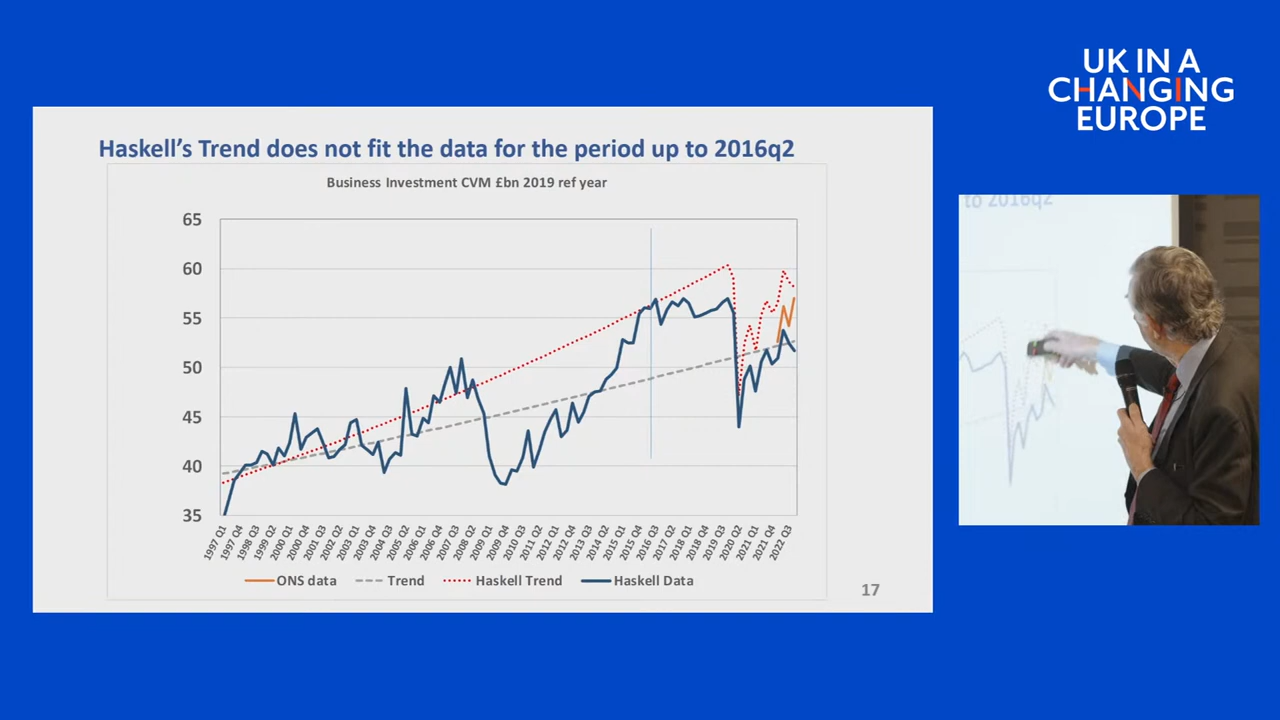 UK IN A
CHANGING
EUROPE
Haskell's Trend does not fit the data for the period up to 2016q2
Business Investment CVM £bn 2019 ref year
65
60
55
50
45
40
35
1997 Q1
1997 Q4
1998 Q3
1999 Q2
2000 Q1
2000 Q4
2001 Q3
2002 Q2
2003 Q1
2003 Q4
2004 Q3
2005 Q2
2006 Q1
2006 Q4
2007 Q3
2008 Q2
2009 Q1
2009 Q4
2010 Q3
2011 Q2
2012 Q1
2012 Q4
2013 Q3
2014 Q2
2015 Q1
2015 Q4
2016 Q3
2017 Q2
2018 Q1
2018 Q4
2019 Q3
2020 Q2
2021 Q1
2021 Q4
2022 Q3
ONS data
Trend
Haskell Trend
Haskell Data
17
to 2016q2